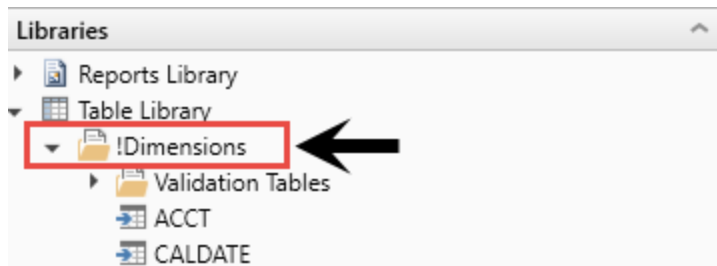 Libraries
Reports Library
Table Library
!Dimensions
Validation Tables
ACCT
CALDATE